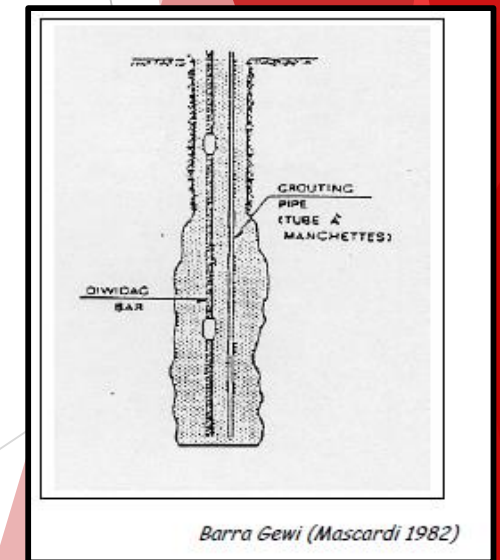 GROUTING
PIPE
(TUBE À
MANCHETTES)
DIWIDAG
BAR
Barra Gewi (Mascardi 1982)